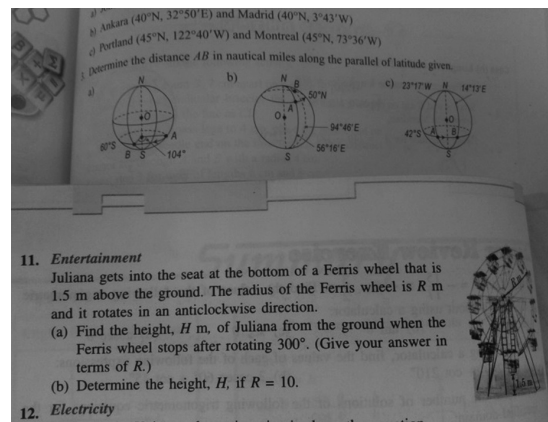 b) Ankara (40°N, 32°50'E) and Madrid (40°N, 3°43'W)
c) Portland (45°N, 122°40'W) and Montreal (45°N, 73°36'W)
3. Determine the distance AB in nautical miles along the parallel of latitude given.
a)
N
O
A
60°S
B
S
104°
b)
N
B
50°N
A
O
94°46'E
56°16'E
S
c)
23°17'W
N
14°13'E
O
42°S
A
B
S
11. Entertainment
Juliana gets into the seat at the bottom of a Ferris wheel that is
1.5 m above the ground. The radius of the Ferris wheel is R m
and it rotates in an anticlockwise direction.
(a) Find the height, H m, of Juliana from the ground when the
Ferris wheel stops after rotating 300°. (Give your answer in
terms of R.)
(b) Determine the height, H, if R = 10.
R
1.5 m
12. Electricity